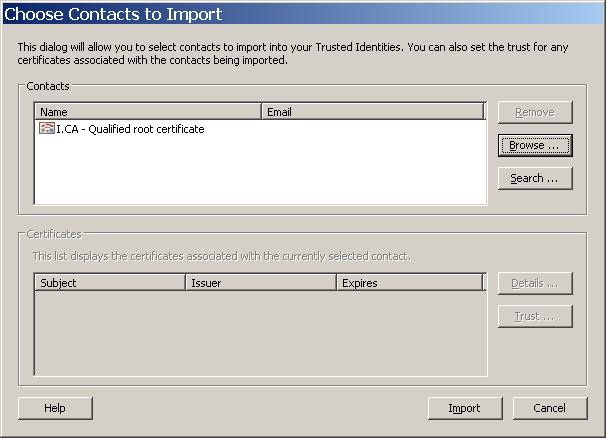 Choose Contacts to Import
This dialog will allow you to select contacts to import into your Trusted Identities. You can also set the trust for any
certificates associated with the contacts being imported.
Contacts
Name Email
I.CA - Qualified root certificate
Remove
Browse ...
Search ...
Certificates
This list displays the certificates associated with the currently selected contact.
Subject Issuer Expires
Details ...
Trust ...
Help Import Cancel